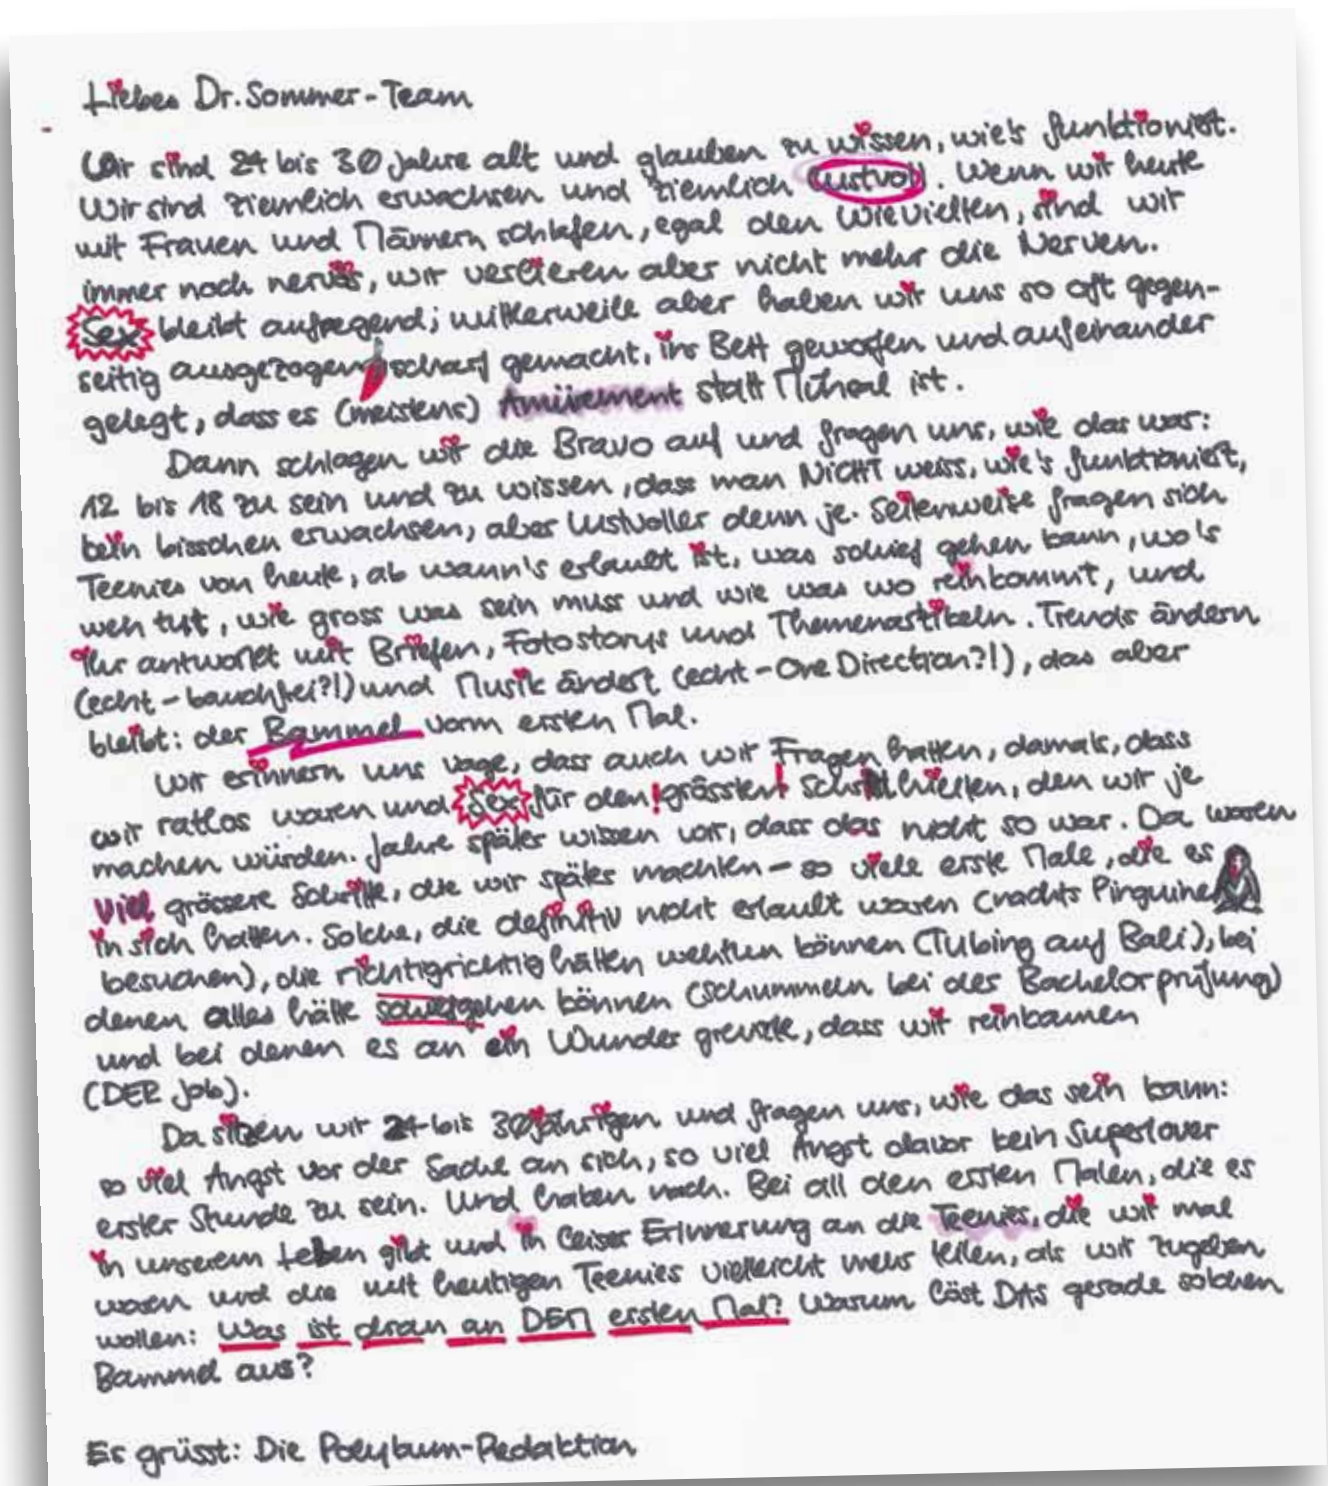 Liebes Dr. Sommer-Team
Wir sind 24 bis 30 Jahre alt und glauben zu wissen, wie's funktioniert.
Wir sind ziemlich erwachsen und ziemlich lustvoll. Wenn wir heute
mit Frauen und Männern schlafen, egal den wievielten, sind wir
immer noch nervös, wir verlieren aber nicht mehr die Nerven.
Sex bleibt aufregend; mittlerweile aber haben wir uns so oft gegen-
seitig ausgezogen, scharf gemacht, ins Bett geworfen und aufeinander
gelegt, dass es (meistens) Amüsement statt Mühsal ist.
Dann schlagen wir die Bravo auf und fragen uns, wie das war:
12 bis 18 zu sein und zu wissen, dass man NICHT weiss, wie's funktioniert,
kein bisschen erwachsen, aber lustvoller denn je. Seitenweise fragen sich
Teenies von heute, ab wann's erlaubt ist, was schief gehen kann, wo's
weh tut, wie gross was sein muss und wie was wo reinkommt, und
Ihr antwortet mit Briefen, Fotostorys und Themenartikeln. Trends ändern
(echt - bauchfrei?!) und Musik ändert (echt - One Direction?!), das aber
bleibt: der Bammel vorm ersten Mal.
Wir erinnern uns vage, dass auch wir Fragen hatten, damals, dass
wir ratlos waren und Sex für den !grössten! Schritt hielten, den wir je
machen würden. Jahre später wissen wir, dass das nicht so war. Da waren
viel grössere Schritte, die wir später machten - so viele erste Male, die es
in sich hatten. Solche, die definitiv nicht erlaubt waren (nachts Pinguine
besuchen), die richtigrichtig hätten wehtun können (Tubing auf Bali), bei
denen alles hätte schiefgehen können (schummeln bei der Bachelorprüfung)
und bei denen es an ein Wunder grenzte, dass wir reinkamen
(DER Job).
Da sitzen wir 24-bis 30jährigen und fragen uns, wie das sein kann:
so viel Angst vor der Sache an sich, so viel Angst davor kein Superlover
erster Stunde zu sein. Und haken nach. Bei all den ersten Malen, die es
in unserem Leben gibt und in leiser Erinnerung an die Teenies, die wir mal
waren und die mit heutigen Teenies vielleicht mehr teilen, als wir zugeben
wollen: Was ist dran an DEM ersten Mal? Warum löst DAS gerade solchen
Bammel aus?
Es grüsst: Die Polykum-Redaktion